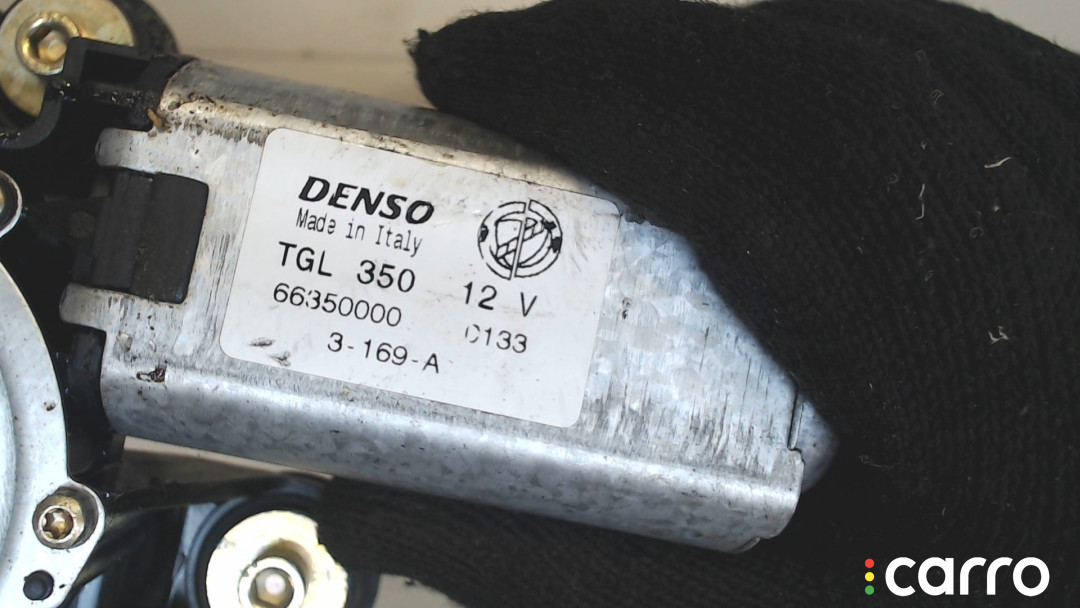 DENSO
Made in Italy
TGL 350
12 V
66350000
C133
3-169-A
carro